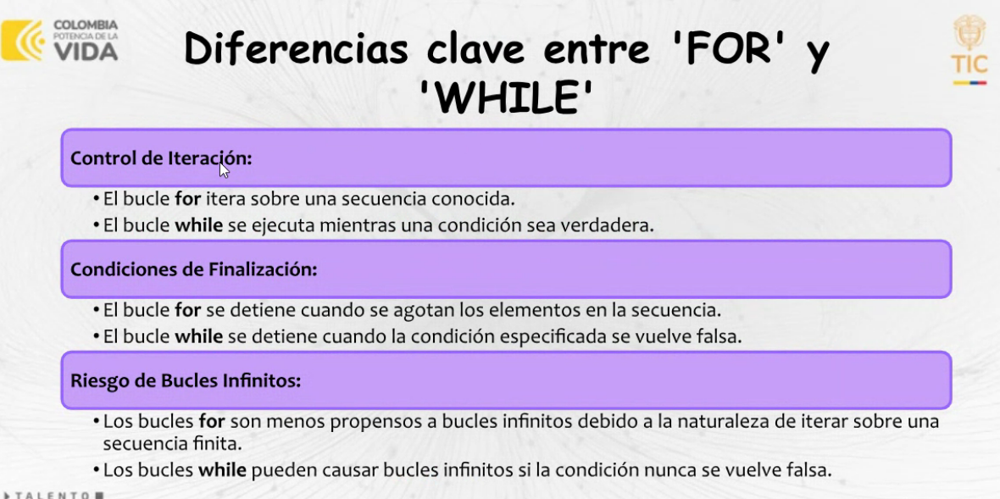 COLOMBIA
POTENCIA DE LA
VIDA
Diferencias clave entre 'FOR' y
'WHILE'
TIC
Control de Iteración:
• El bucle for itera sobre una secuencia conocida.
• El bucle while se ejecuta mientras una condición sea verdadera.
Condiciones de Finalización:
• El bucle for se detiene cuando se agotan los elementos en la secuencia.
• El bucle while se detiene cuando la condición especificada se vuelve falsa.
Riesgo de Bucles Infinitos:
• Los bucles for son menos propensos a bucles infinitos debido a la naturaleza de iterar sobre una
secuencia finita.
• Los bucles while pueden causar bucles infinitos si la condición nunca se vuelve falsa.
TALENTO